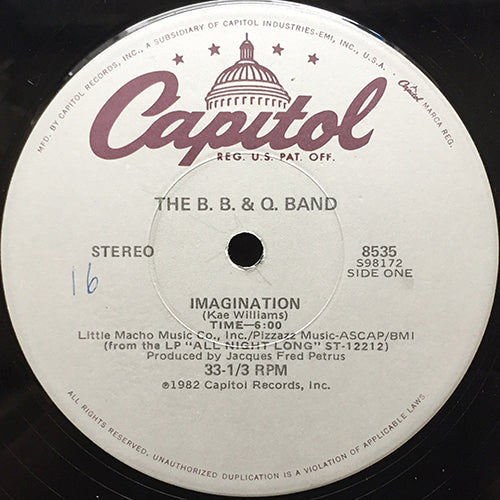 MFD. BY CAPITOL RECORDS, INC., A SUBSIDIARY OF CAPITOL INDUSTRIES-EMI, INC., U.S.A. . Capitol MARCA REG.
Capitol
REG. U.S. PAT. OFF.
THE B. B. & Q. BAND
STEREO
8535
S98172
SIDE ONE
16
IMAGINATION
(Kae Williams)
TIME—6:00
Little Macho Music Co., Inc./Pizzazz Music-ASCAP/BMI
(from the LP "ALL NIGHT LONG" ST-12212)
Produced by Jacques Fred Petrus
33-1/3 RPM
℗1982 Capitol Records, Inc.
ALL RIGHTS RESERVED. UNAUTHORIZED DUPLICATION IS A VIOLATION OF APPLICABLE LAWS